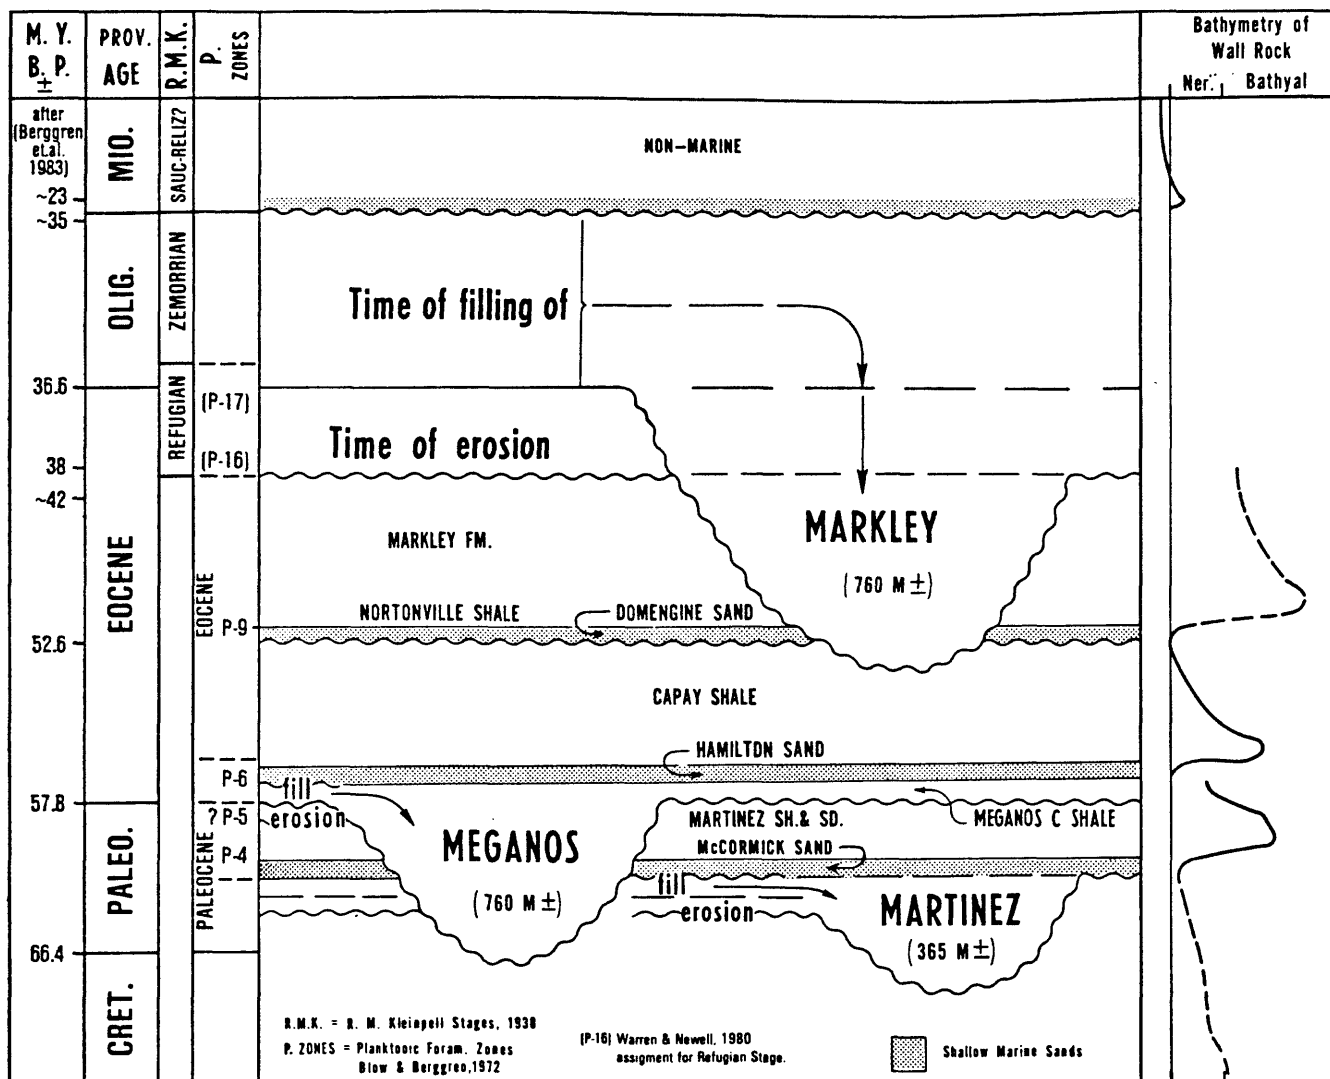 M. Y.
B. P.
±
PROV.
AGE
R.M.K.
P.
ZONES
Bathymetry of
Wall Rock
Ner. Bathyal
after
(Berggren
et.al.
1983)
~23
~35
36.6
38
~42
52.6
57.8
66.4
MIO.
OLIG.
EOCENE
PALEO.
CRET.
SAUC-RELIZ?
ZEMORRIAN
REFUGIAN
(P-17)
(P-16)
EOCENE
P-9
P-6
? P-5
P-4
PALEOCENE
NON-MARINE
Time of filling of
Time of erosion
MARKLEY
(760 M ±)
MARKLEY FM.
NORTONVILLE SHALE
DOMENGINE SAND
CAPAY SHALE
HAMILTON SAND
fill
erosion
MEGANOS
(760 M ±)
MARTINEZ SH.& SD.
MEGANOS C SHALE
McCORMICK SAND
fill
erosion
MARTINEZ
(365 M ±)
R.M.K. = R. M. Kleinpell Stages, 1938
P. ZONES = Planktoric Foram. Zones
Blow & Berggreo,1972
(P-16) Warren & Newell, 1980
assigment for Refugian Stage.
Shallow Marine Sands